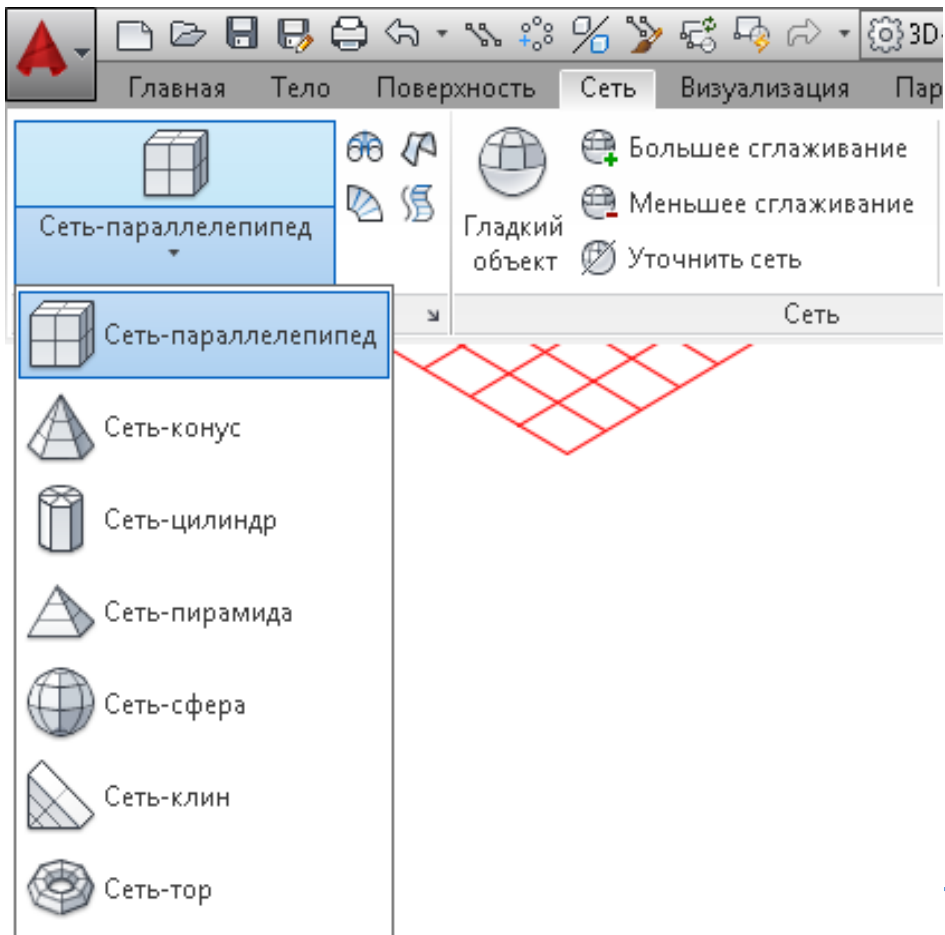 3D-
Главная Тело Поверхность Сеть Визуализация Пар
Сеть-параллелепипед
Гладкий
объект
Большее сглаживание
Меньшее сглаживание
Уточнить сеть
Сеть
Сеть-параллелепипед
Сеть-конус
Сеть-цилиндр
Сеть-пирамида
Сеть-сфера
Сеть-клин
Сеть-тор